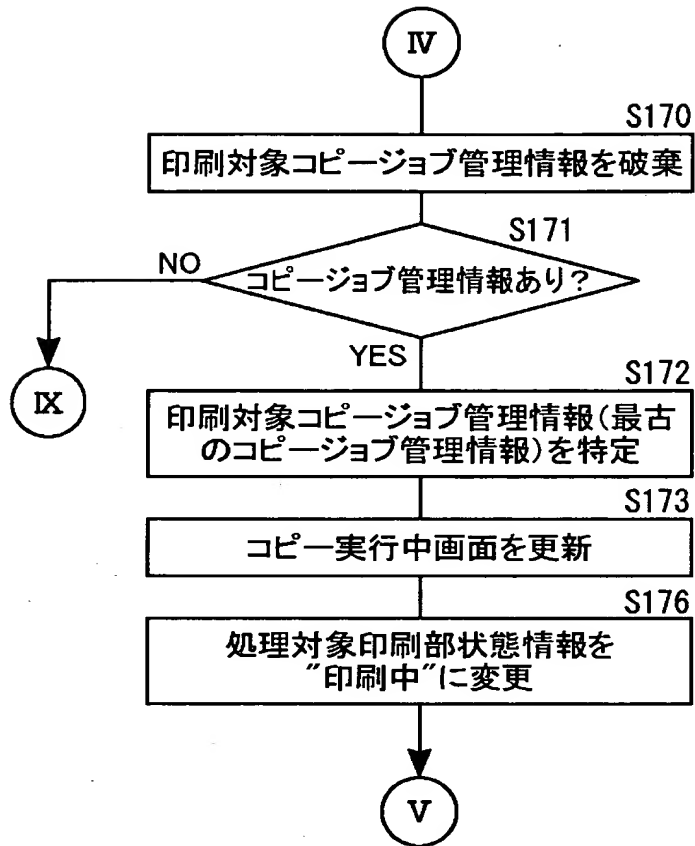 Ⅳ
S170
印刷対象コピージョブ管理情報を破棄
S171
コピージョブ管理情報あり?
NO
YES
Ⅸ
S172
印刷対象コピージョブ管理情報(最古
のコピージョブ管理情報)を特定
S173
コピー実行中画面を更新
S176
処理対象印刷部状態情報を
"印刷中"に変更
Ⅴ